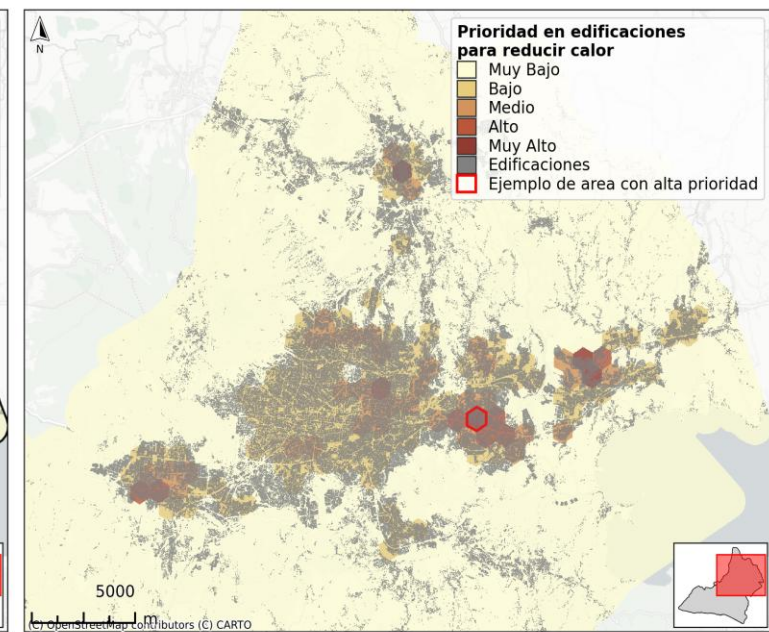 N
Prioridad en edificaciones
para reducir calor
Muy Bajo
Bajo
Medio
Alto
Muy Alto
Edificaciones
Ejemplo de area con alta prioridad
5000
m
(C) OpenStreetMap contributors (C) CARTO